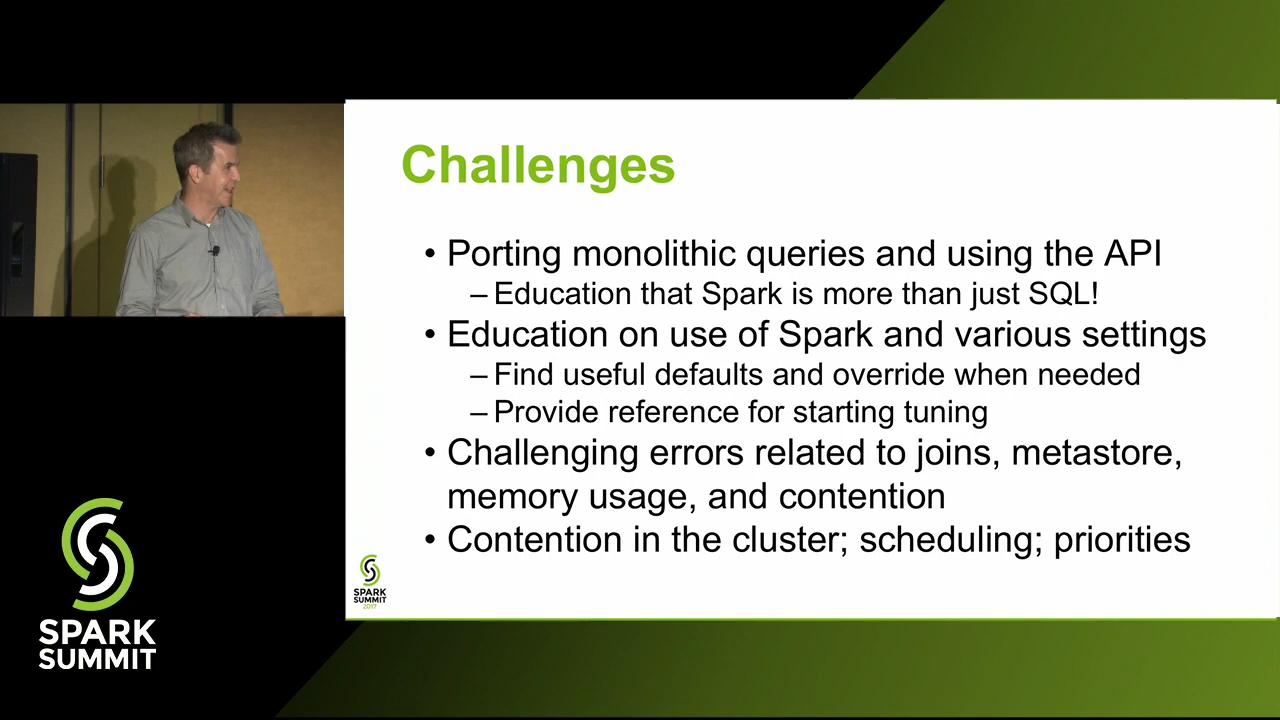 Challenges
• Porting monolithic queries and using the API
– Education that Spark is more than just SQL!
• Education on use of Spark and various settings
– Find useful defaults and override when needed
– Provide reference for starting tuning
• Challenging errors related to joins, metastore,
memory usage, and contention
• Contention in the cluster; scheduling; priorities
SPARK
SUMMIT
2017
SPARK
SUMMIT